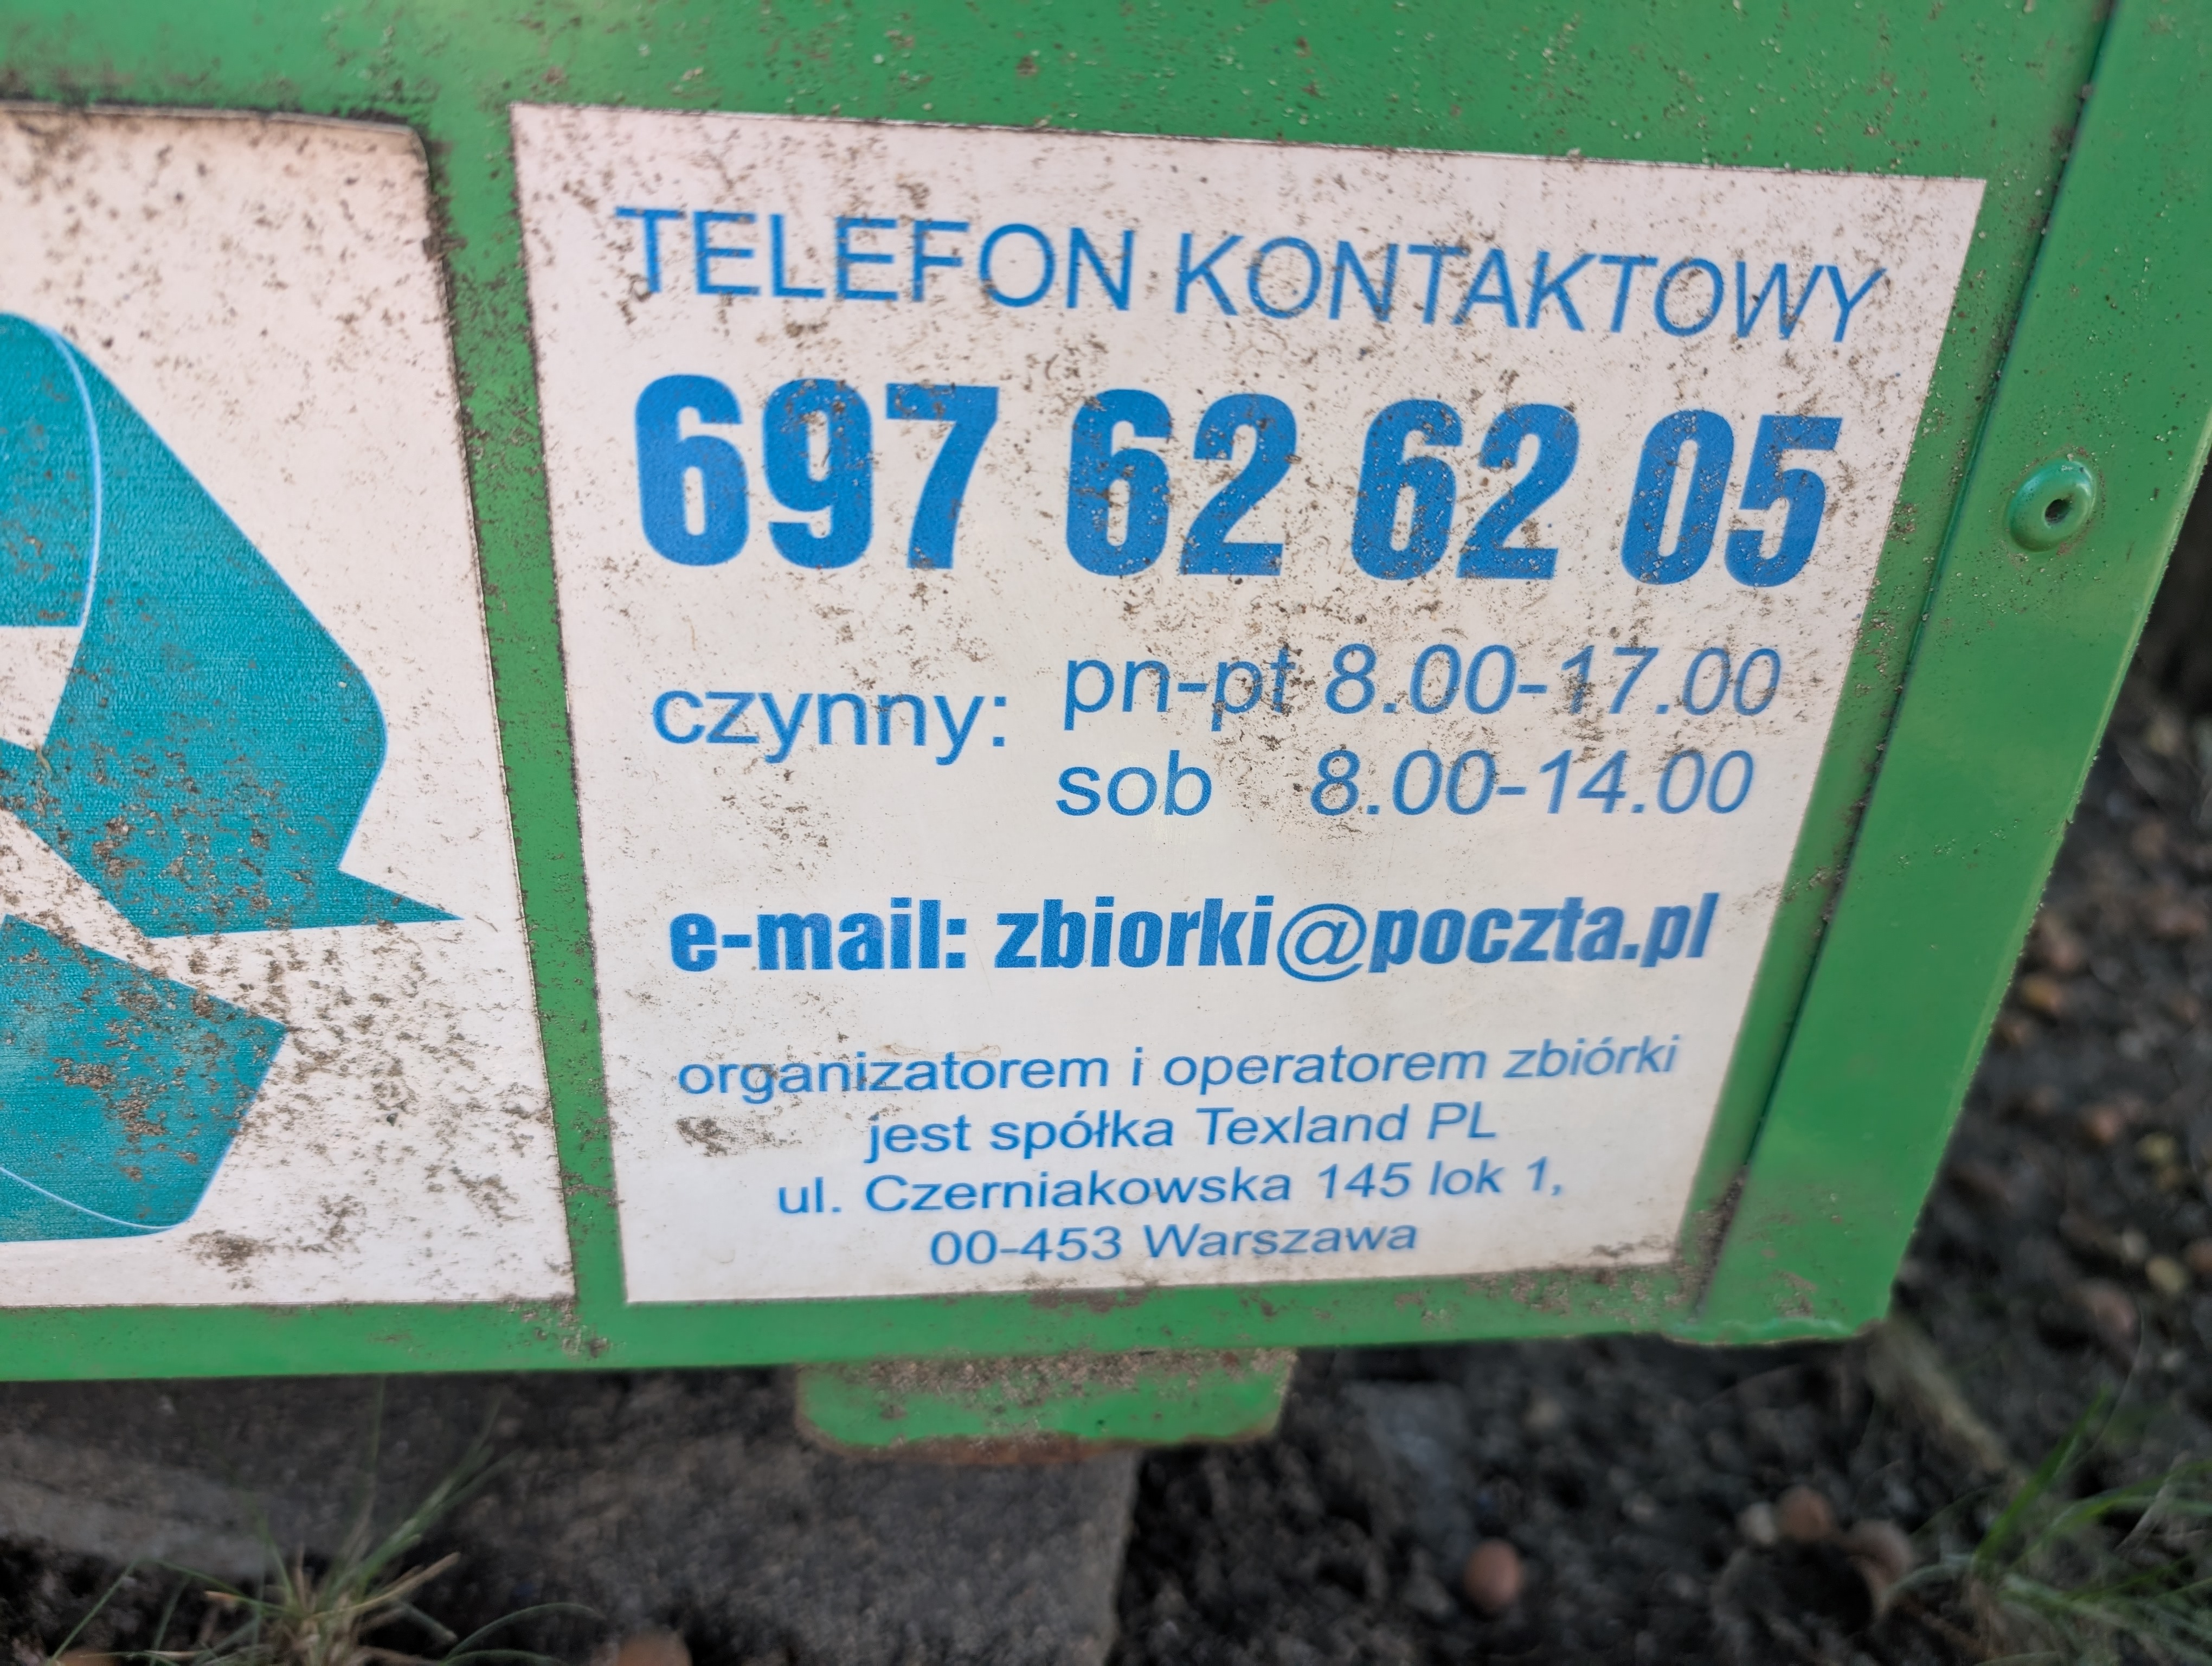 TELEFON KONTAKTOWY
697 62 62 05
czynny: pn-pt 8.00-17.00
sob 8.00-14.00
e-mail: zbiorki@poczta.pl
organizatorem i operatorem zbiórki
jest spółka Texland PL
ul. Czerniakowska 145 lok 1,
00-453 Warszawa